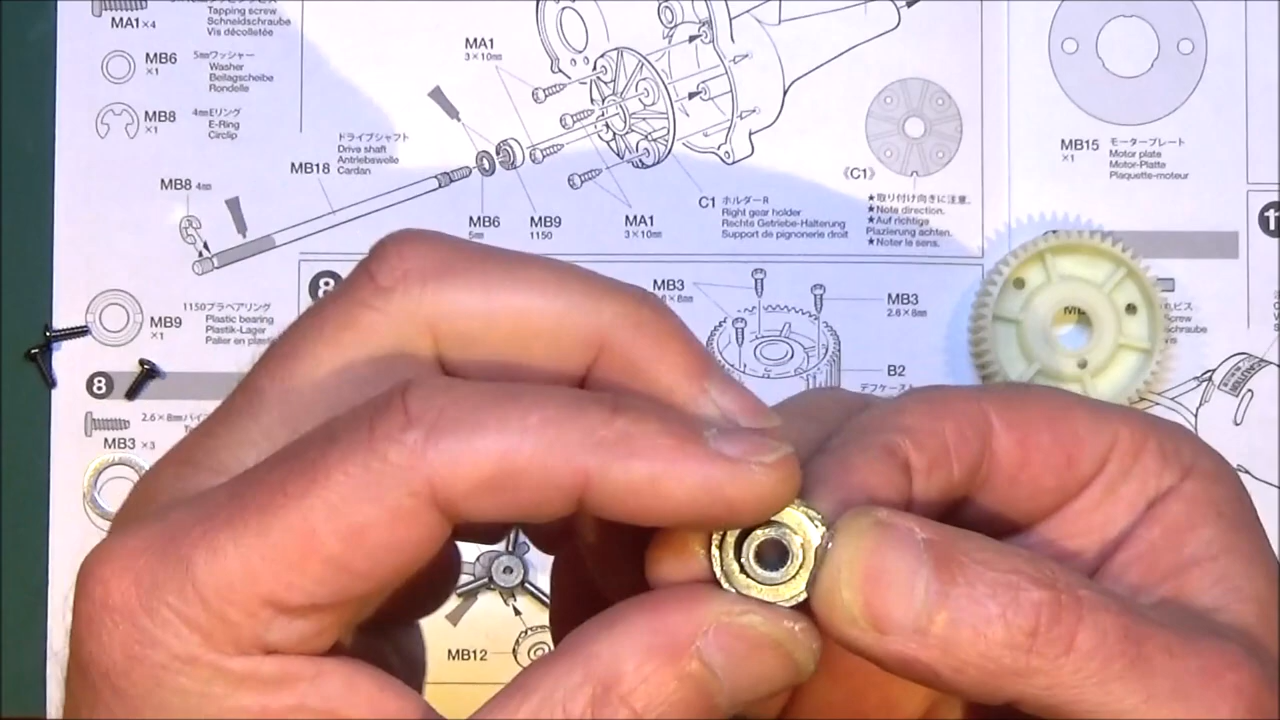 Tapping screw
MA1×4
Schneidschraube
Vis décolletée
MB6
×1
5mmワッシャー
Washer
Beilagscheibe
Rondelle
MB8
×1
4mmEリング
E-Ring
Circlip
MA1
3×10mm
ドライブシャフト
MB18
Drive shaft
Antriebswelle
Cardan
MB8 4mm
MB6
5mm
MB9
1150
MA1
3×10mm
C1 ホルダーR
Right gear holder
Rechte Getriebe-Halterung
Support de pignonerie droit
《C1》
★取り付け向きに注意。
★Note direction.
★Auf richtige
Plazierung achten.
★Noter le sens.
MB15
×1
モータープレート
Motor plate
Motor-Platte
Plaquette-moteur
MB9
×1
1150プラベアリング
Plastic bearing
Plastik-Lager
8
8
MB3
MB3
2.6×8mm
B2
MB3 ×3
MB12